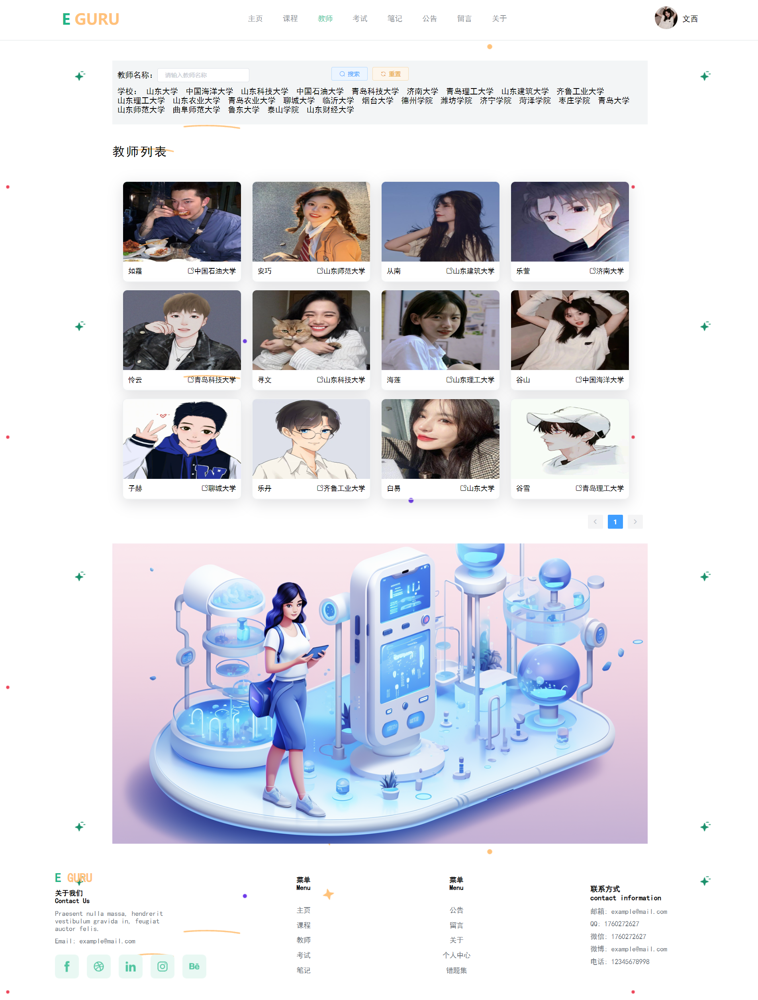 E GURU
主页 课程 教师 考试 笔记 公告 留言 关于
文西
教师名称: 请输入教师名称 搜索 重置
学校: 山东大学 中国海洋大学 山东科技大学 中国石油大学 青岛科技大学 济南大学 青岛理工大学 山东建筑大学 齐鲁工业大学
山东理工大学 山东农业大学 青岛农业大学 聊城大学 临沂大学 烟台大学 德州学院 潍坊学院 济宁学院 菏泽学院 枣庄学院 青岛大学
山东师范大学 曲阜师范大学 鲁东大学 泰山学院 山东财经大学
教师列表
如霜 中国石油大学
安巧 山东师范大学
从南 山东建筑大学
乐萱 济南大学
怜云 青岛科技大学
寻文 山东科技大学
海莲 山东理工大学
谷山 中国海洋大学
子赫 聊城大学
乐丹 齐鲁工业大学
白易 山东大学
谷雪 青岛理工大学
1
E GURU
关于我们
Contact Us
Praesent nulla massa, hendrerit
vestibulum gravida in, feugiat
auctor felis.
Email: example@mail.com
菜单
Menu
主页
课程
教师
考试
笔记
菜单
Menu
公告
留言
关于
个人中心
错题集
联系方式
contact information
邮箱: example@mail.com
QQ: 1760272627
微信: 1760272627
微博: example@mail.com
电话: 12345678998